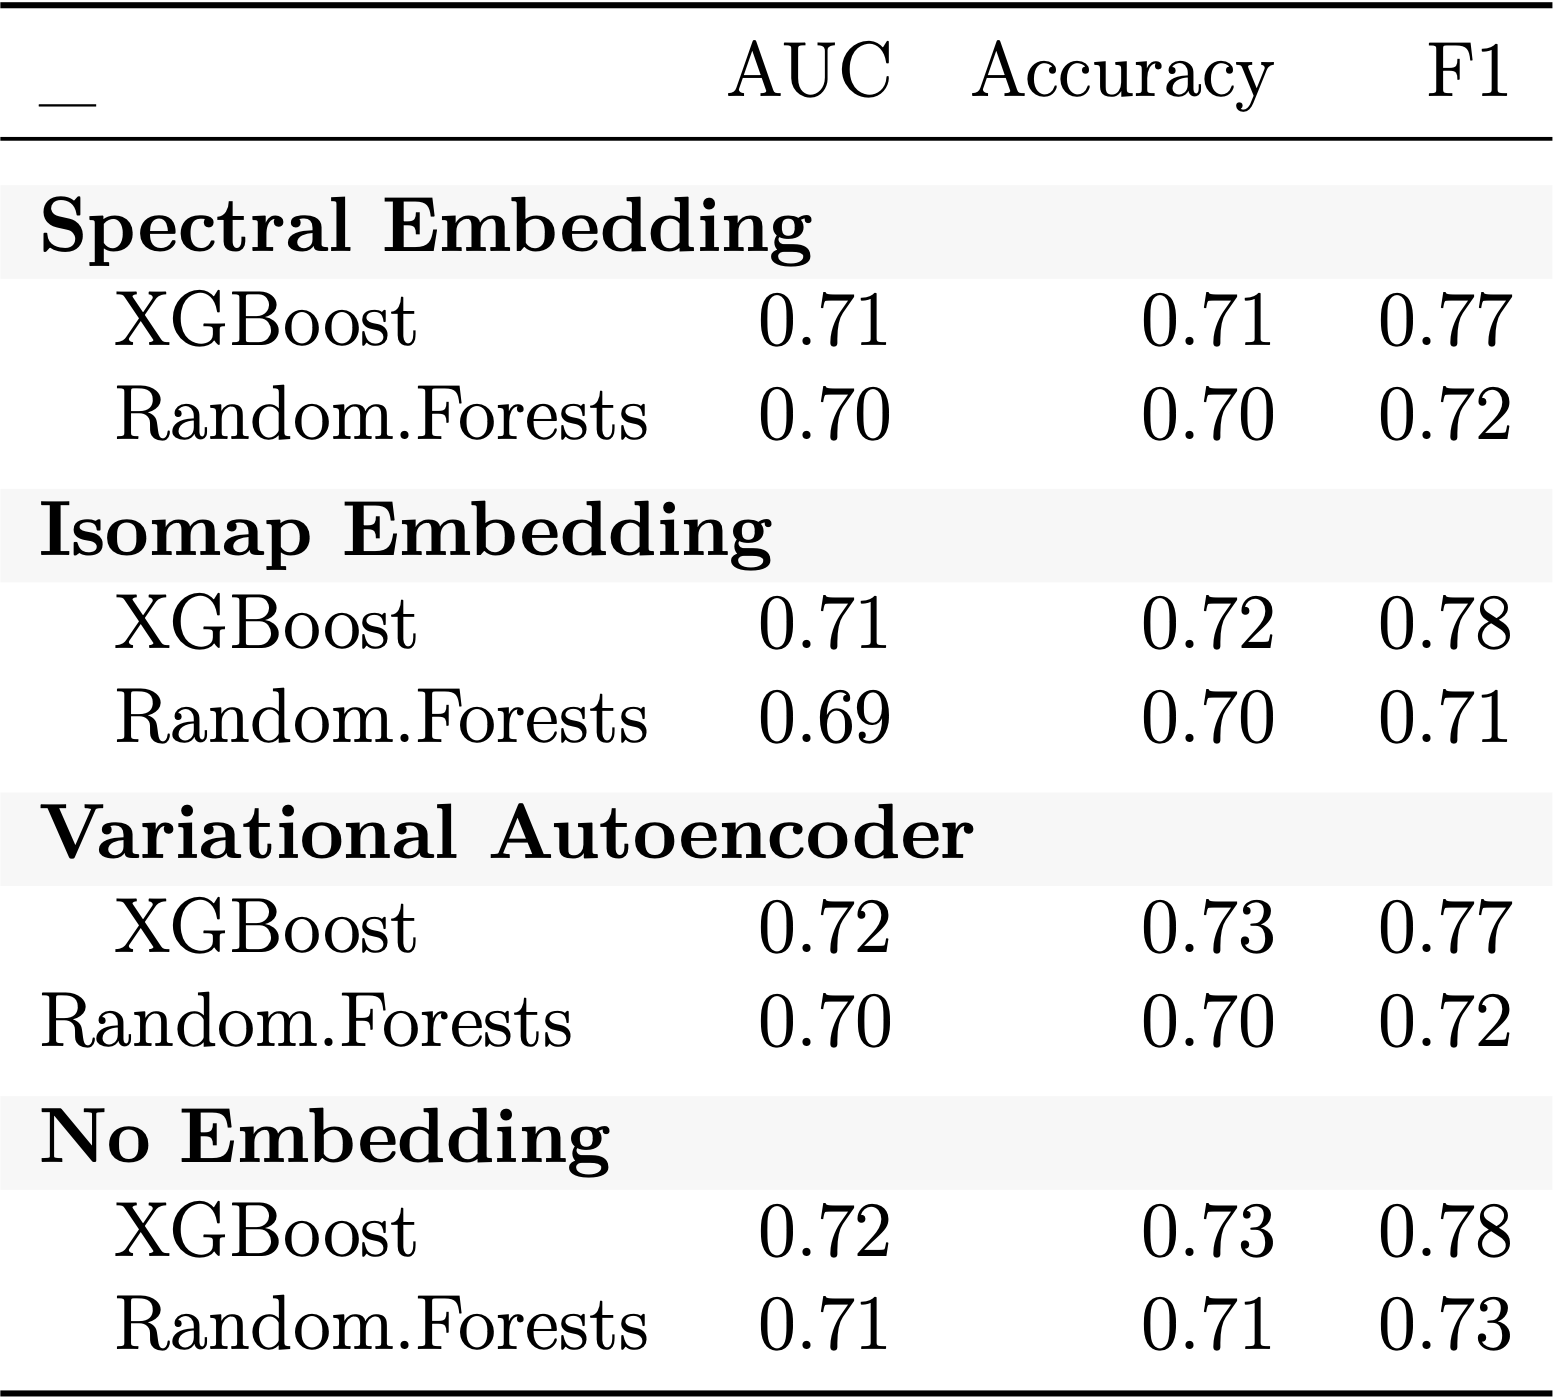 _ AUC Accuracy F1
Spectral Embedding
XGBoost 0.71 0.71 0.77
Random.Forests 0.70 0.70 0.72
Isomap Embedding
XGBoost 0.71 0.72 0.78
Random.Forests 0.69 0.70 0.71
Variational Autoencoder
XGBoost 0.72 0.73 0.77
Random.Forests 0.70 0.70 0.72
No Embedding
XGBoost 0.72 0.73 0.78
Random.Forests 0.71 0.71 0.73